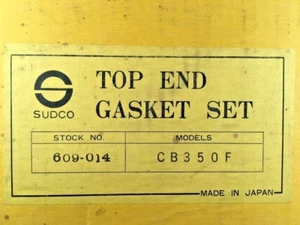 TOP END
GASKET SET
SUDCO
STOCK NO. MODELS
609-014 CB350F
MADE IN JAPAN